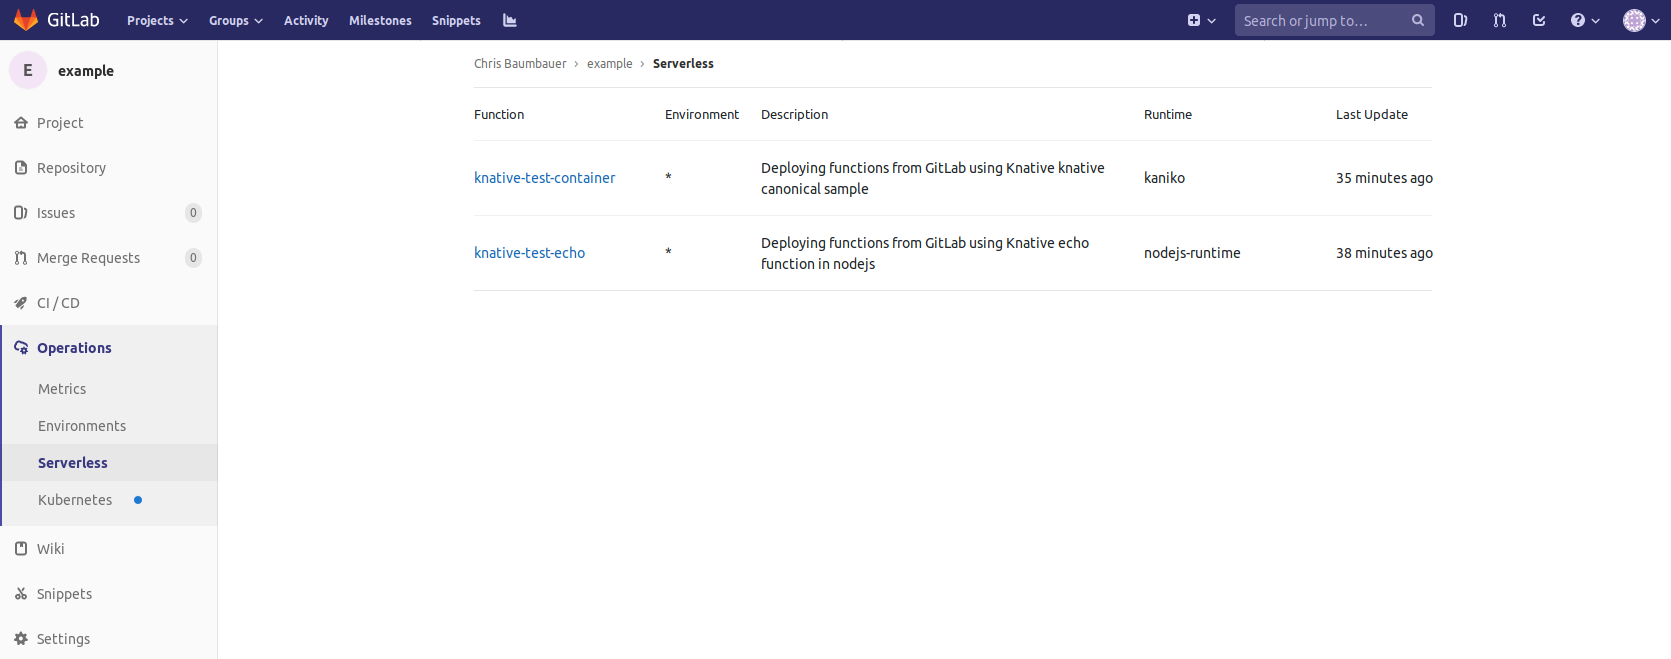 GitLab Projects Groups Activity Milestones Snippets Search or jump to…
E example
Project
Repository
Issues 0
Merge Requests 0
CI / CD
Operations
Metrics
Environments
Serverless
Kubernetes
Wiki
Snippets
Settings
Chris Baumbauer › example › Serverless
Function Environment Description Runtime Last Update
knative-test-container * Deploying functions from GitLab using Knative knative kaniko 35 minutes ago
canonical sample
knative-test-echo * Deploying functions from GitLab using Knative echo nodejs-runtime 38 minutes ago
function in nodejs